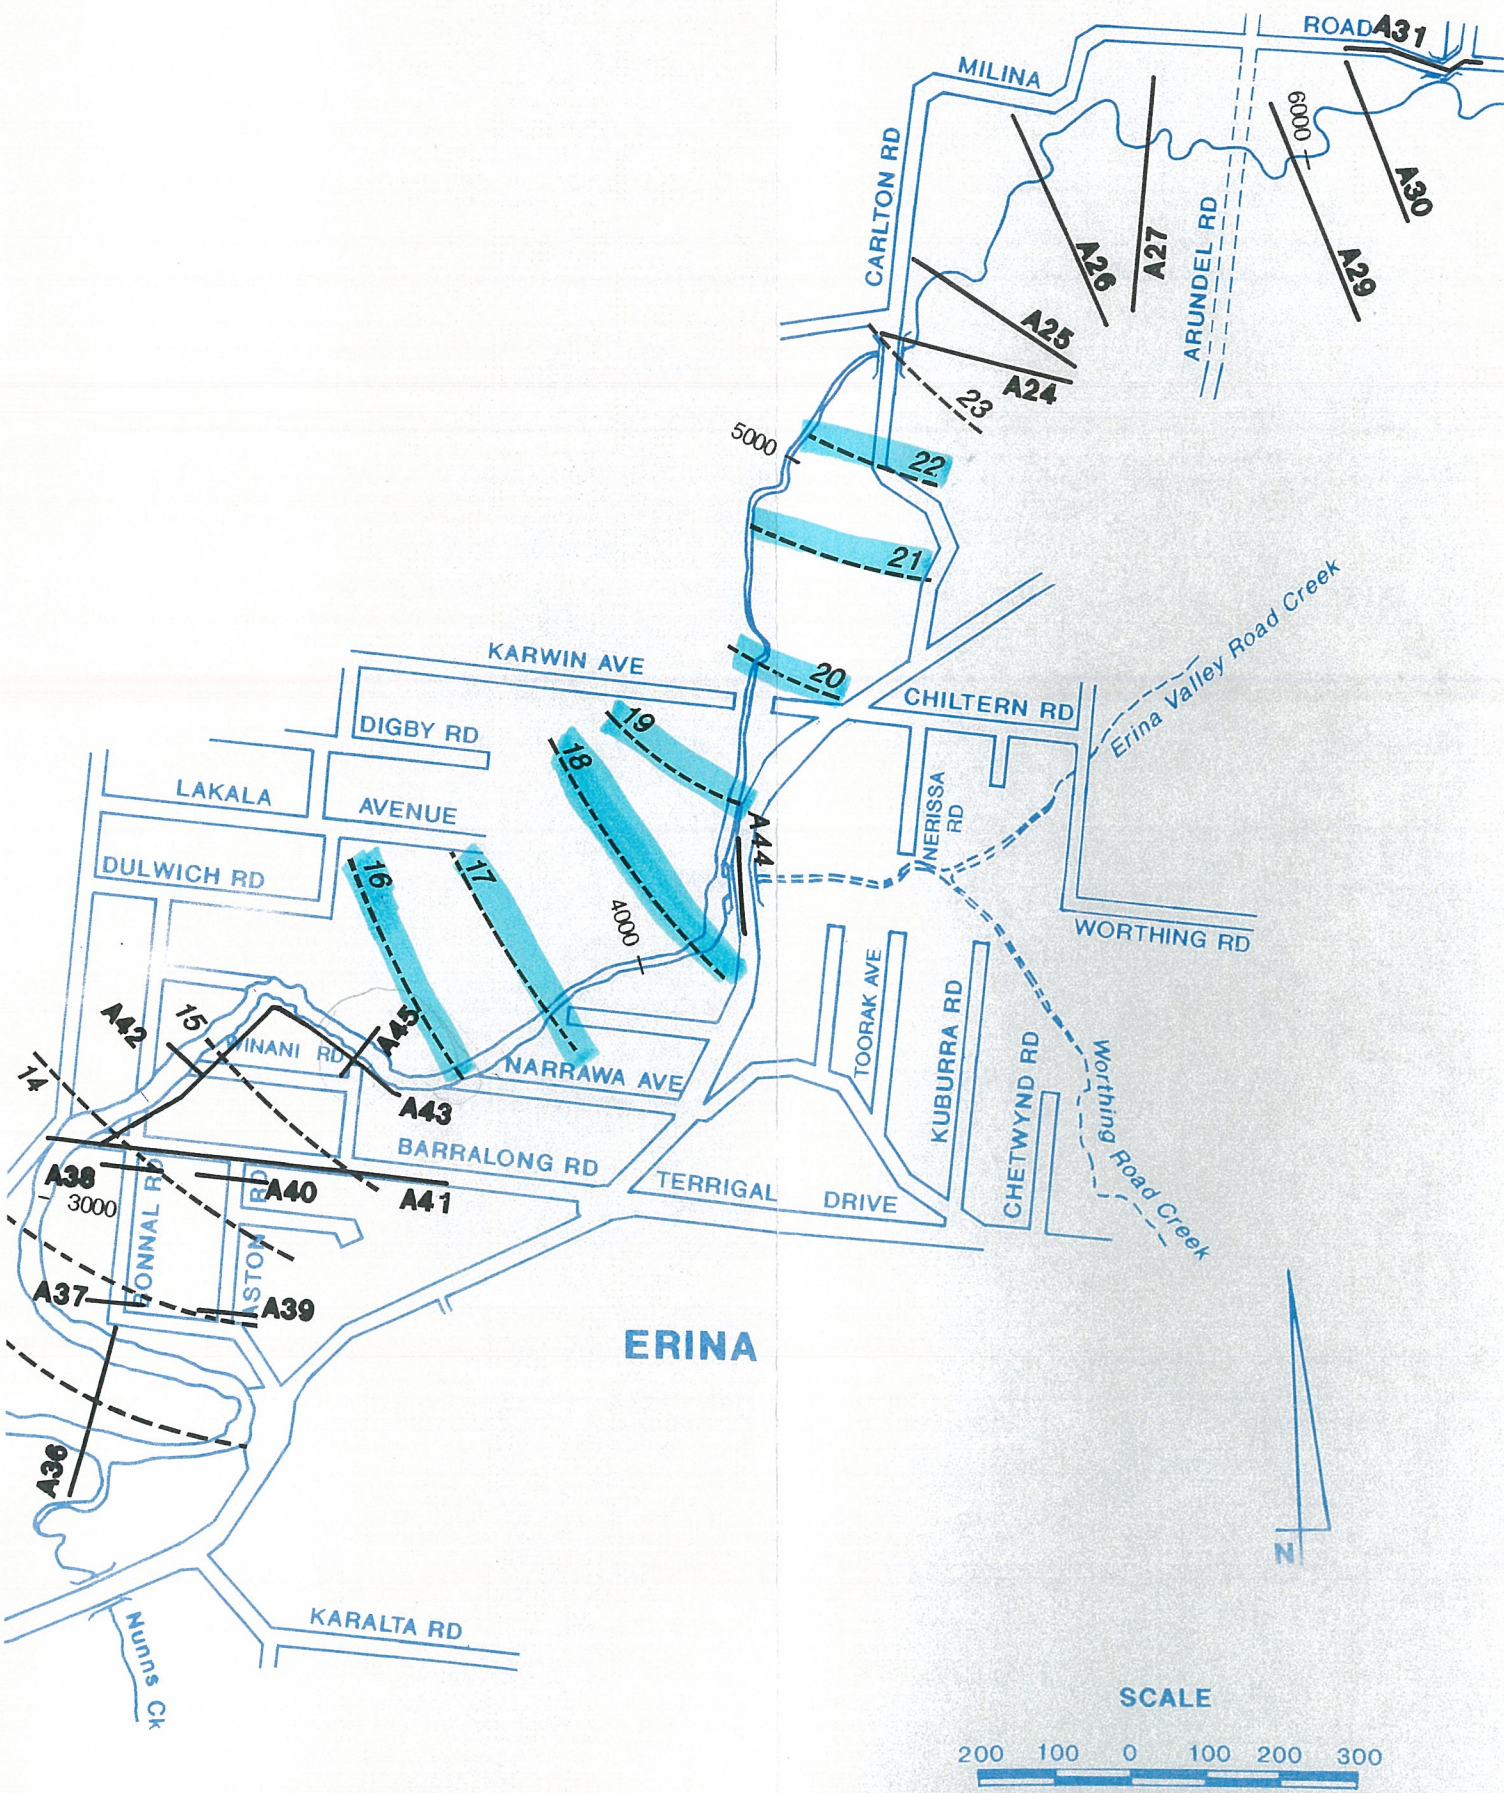 ROAD
A31
MILINA
6000
CARLTON RD
A30
A27
A26
ARUNDEL RD
A29
A25
A24
23
5000
22
21
Erina Valley Road Creek
KARWIN AVE
20
CHILTERN RD
19
DIGBY RD
18
LAKALA
AVENUE
NERISSA
RD
A44
DULWICH RD
16
17
4000
WORTHING RD
TOORAK AVE
KUBURRA RD
A42
15
A45
WINANI RD
CHETWYND RD
Worthing Road Creek
14
NARRAWA AVE
A43
BARRALONG RD
A38
A40
A41
TERRIGAL DRIVE
3000
BONNAL RD
ASTON RD
A37
A39
ERINA
A36
N
KARALTA RD
Nunns Ck
SCALE
200 100 0 100 200 300